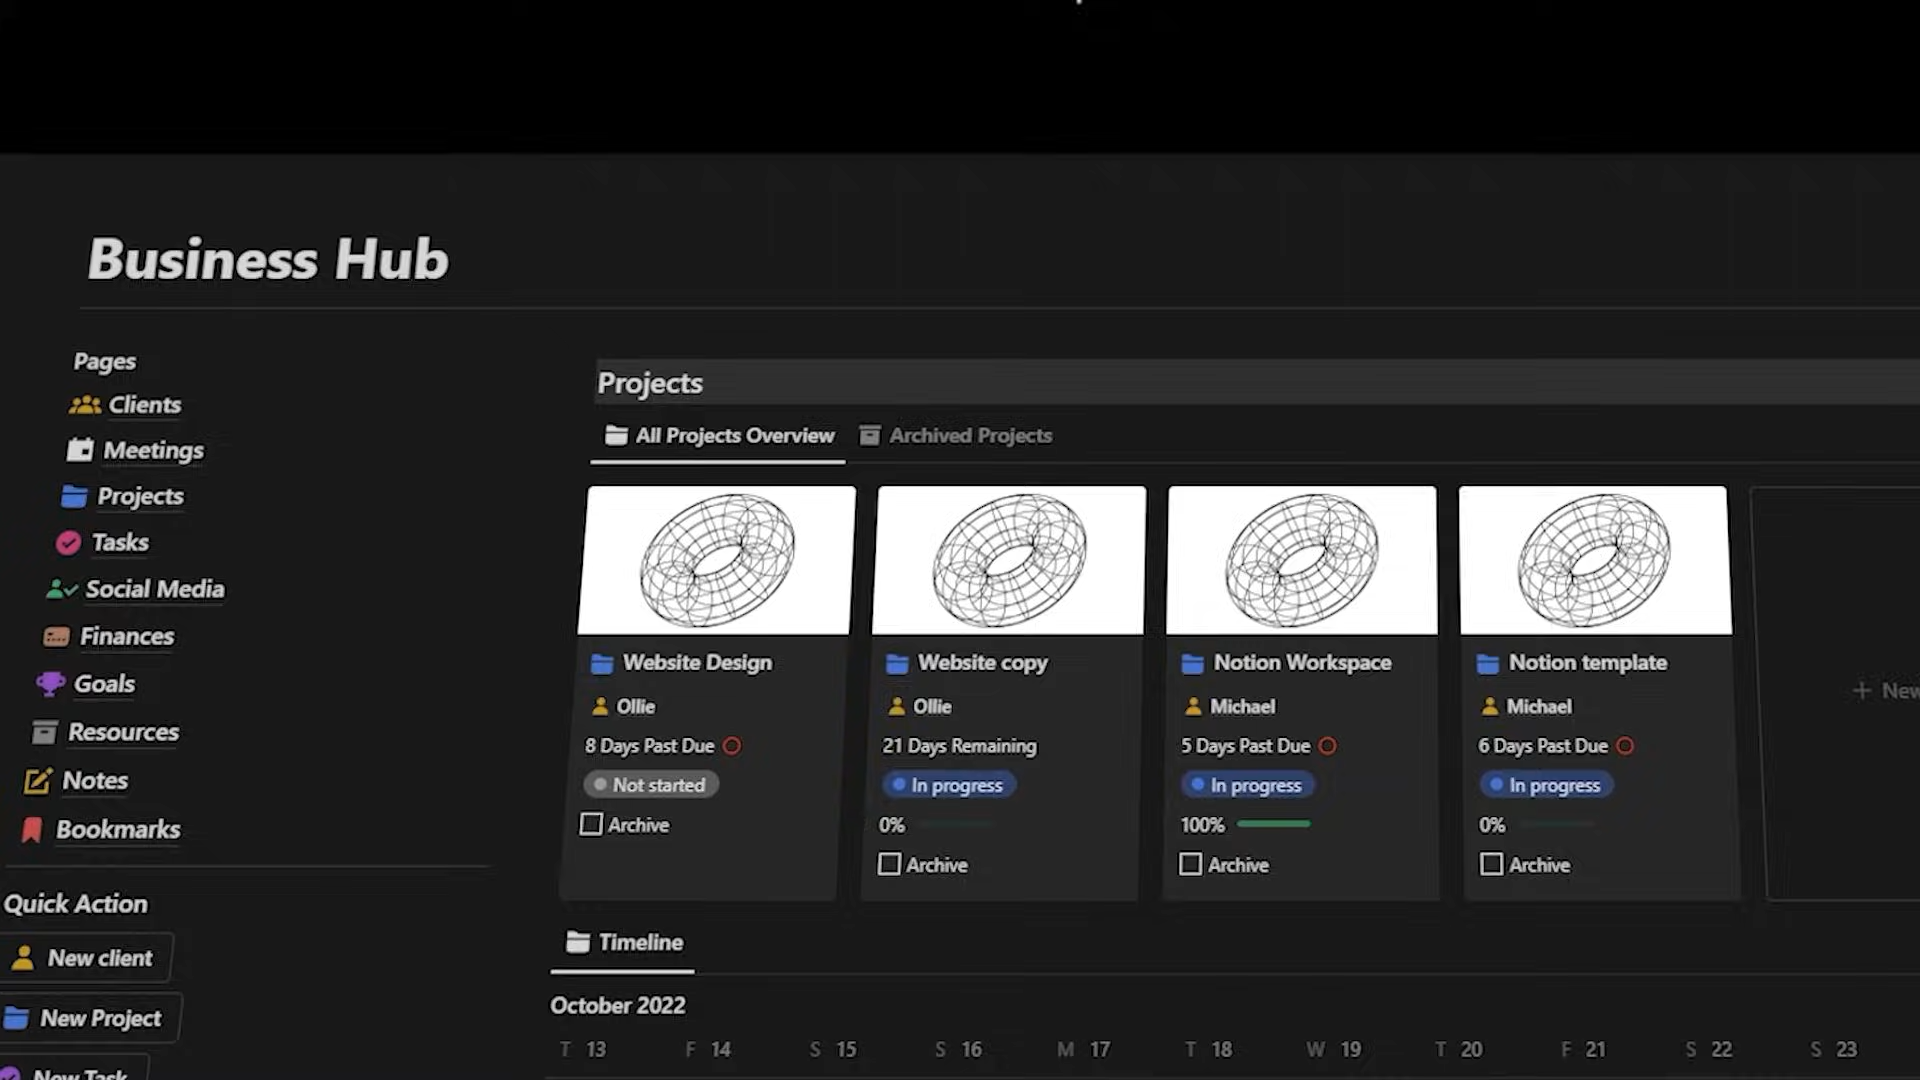 Business Hub
Pages
Clients
Meetings
Projects
Tasks
Social Media
Finances
Goals
Resources
Notes
Bookmarks
Quick Action
New client
New Project
New Task
Projects
All Projects Overview Archived Projects
Website Design
Ollie
8 Days Past Due
Not started
Archive
Website copy
Ollie
21 Days Remaining
In progress
0%
Archive
Notion Workspace
Michael
5 Days Past Due
In progress
100%
Archive
Notion template
Michael
6 Days Past Due
In progress
0%
Archive
+ New
Timeline
October 2022
T 13 F 14 S 15 S 16 M 17 T 18 W 19 T 20 F 21 S 22 S 23